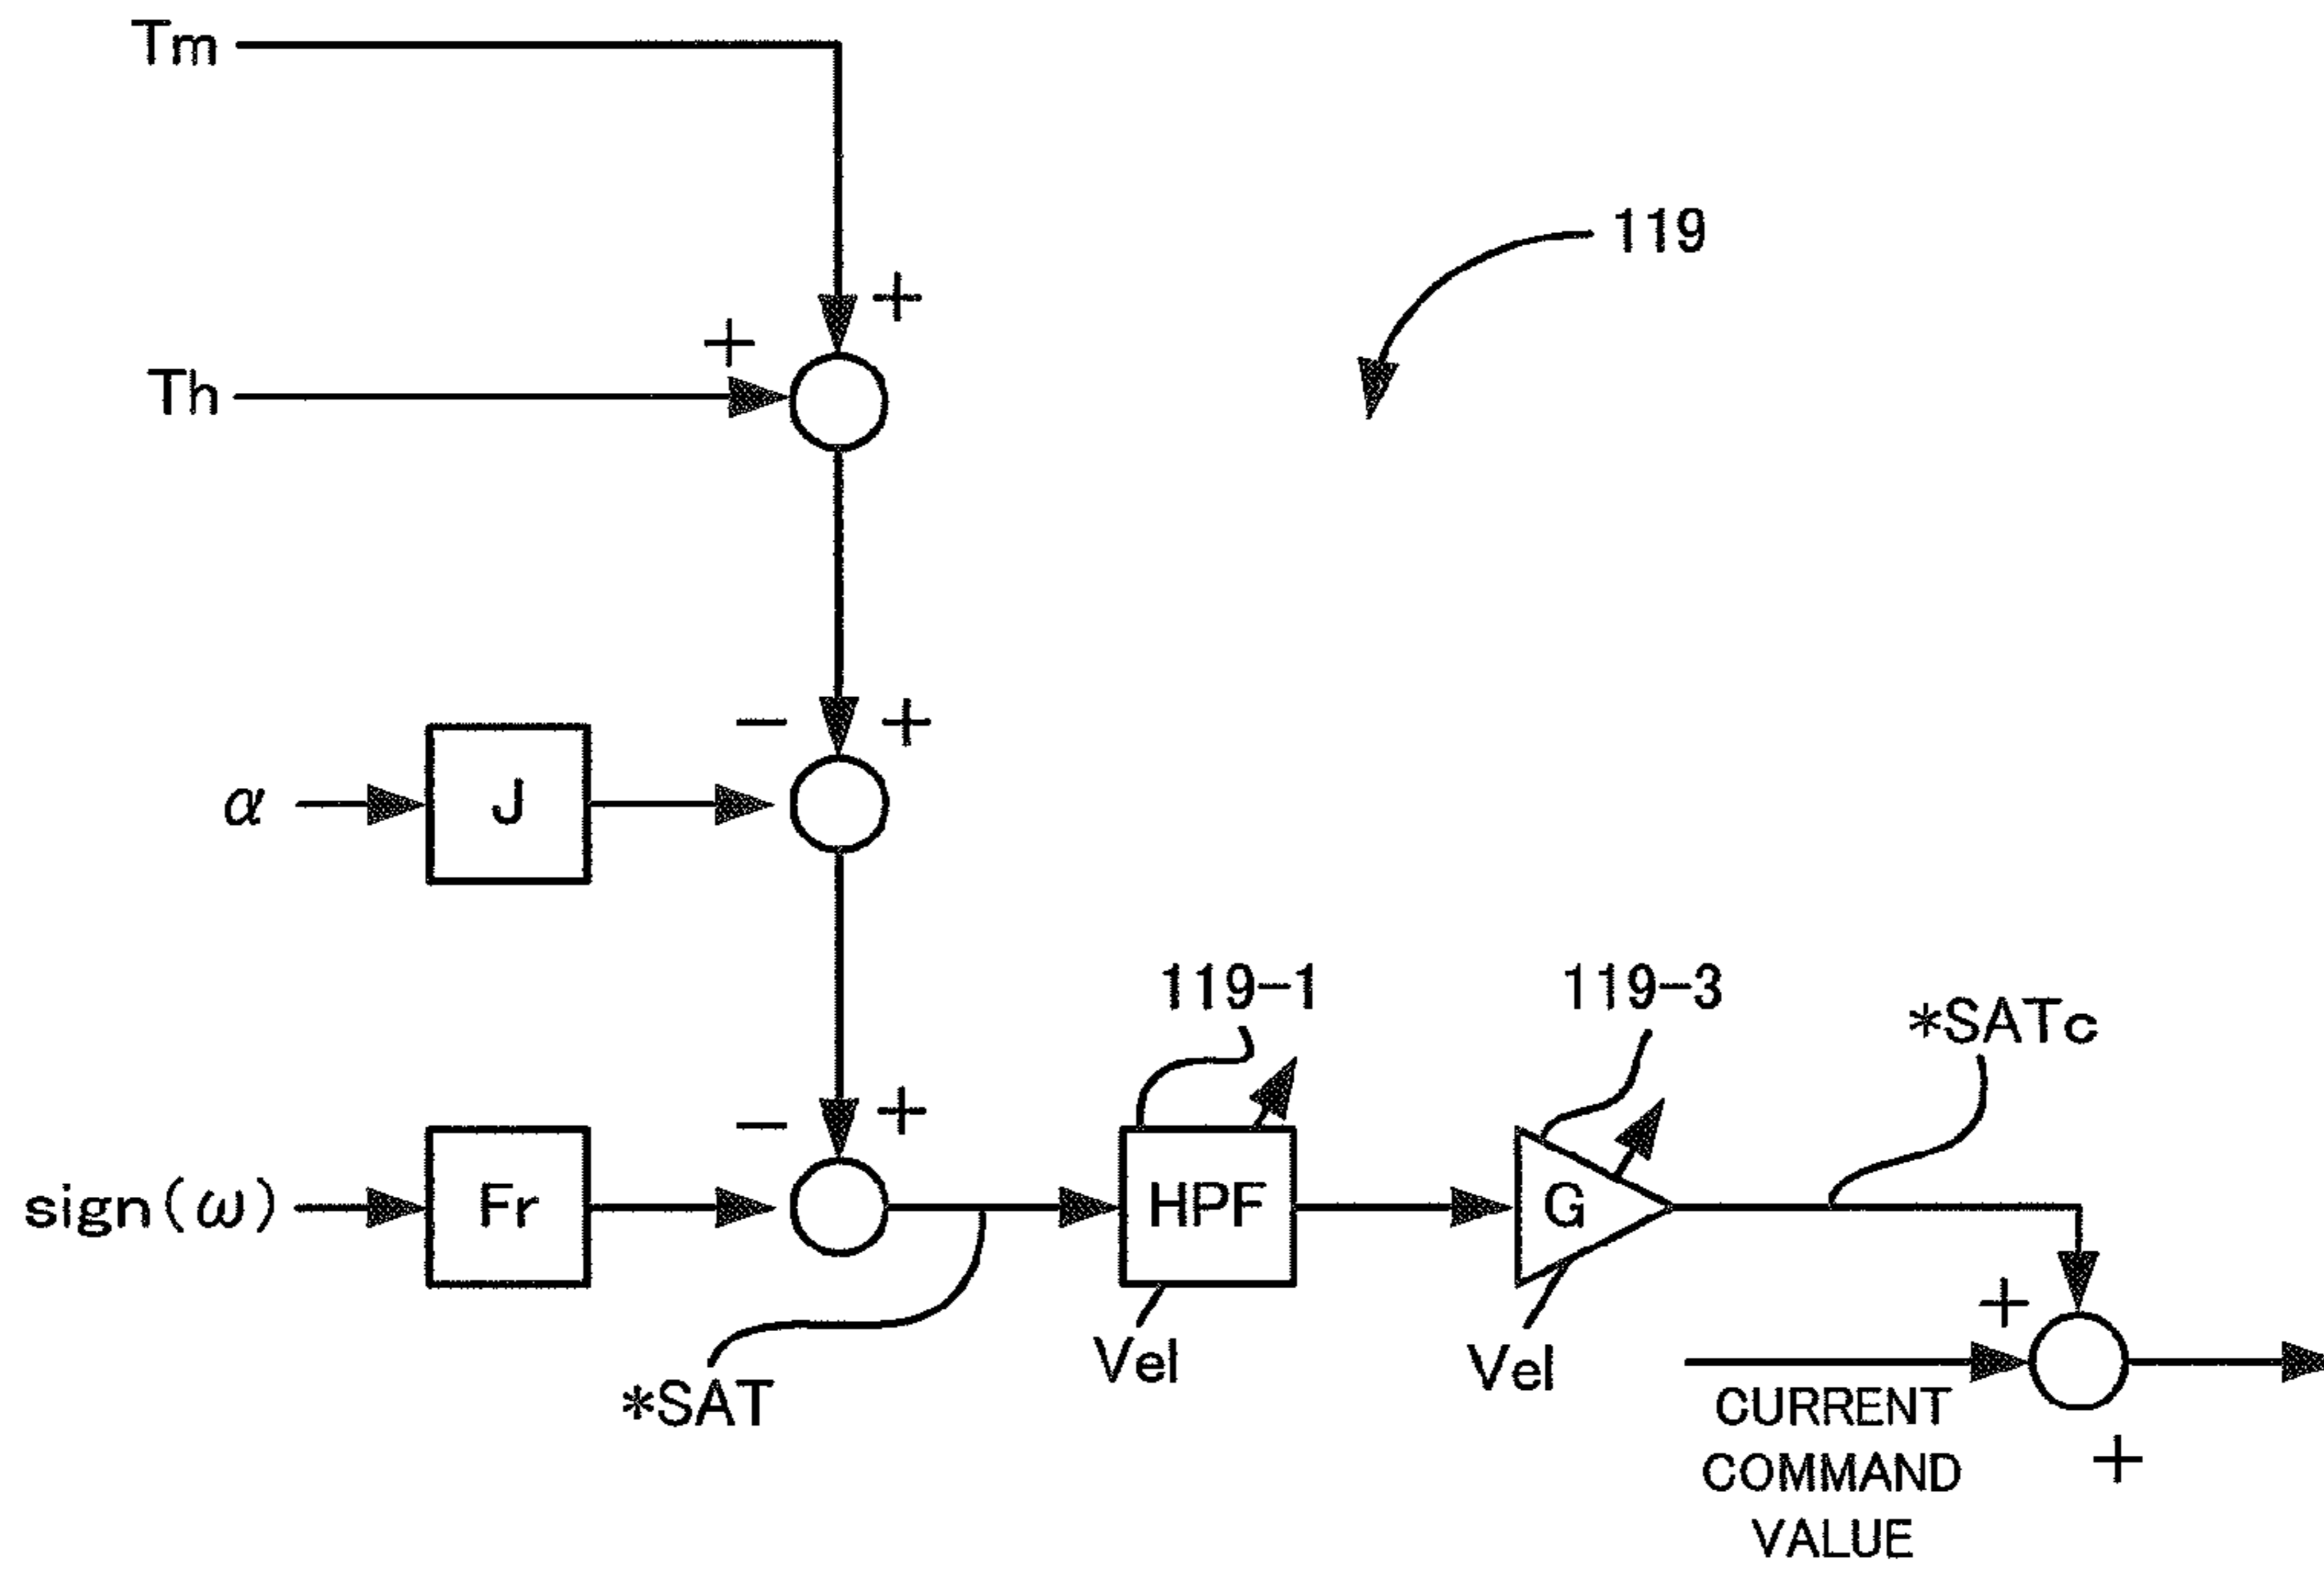 Tm
119
Th
α
J
119-1
119-3
*SATc
sign(ω)
Fr
HPF
G
Vel
Vel
*SAT
CURRENT
COMMAND
VALUE